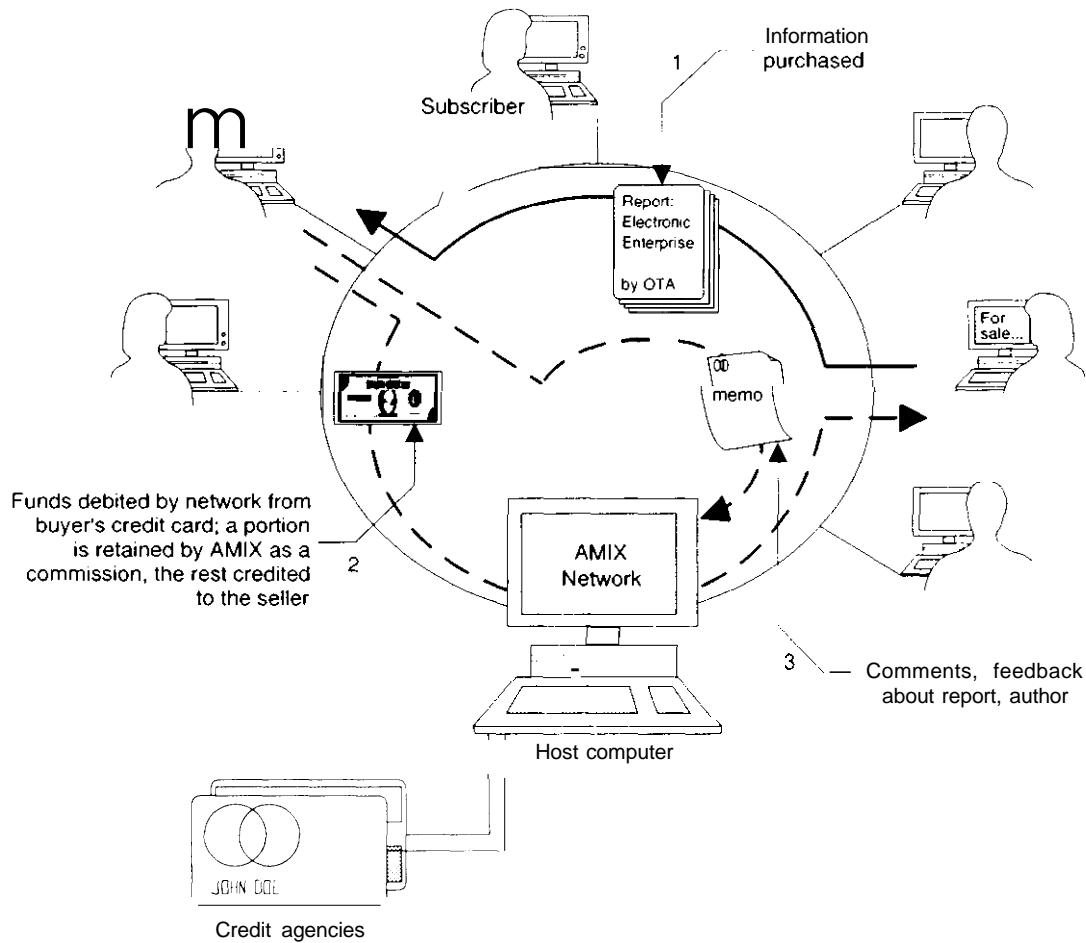 Information
purchased
1
Subscriber
m
Report:
Electronic
Enterprise
by OTA
For
sale...
memo
Funds debited by network from
buyer's credit card; a portion
is retained by AMIX as a
commission, the rest credited
to the seller
2
AMIX
Network
3
— Comments, feedback
about report, author
Host computer
JOHN DOE
Credit agencies